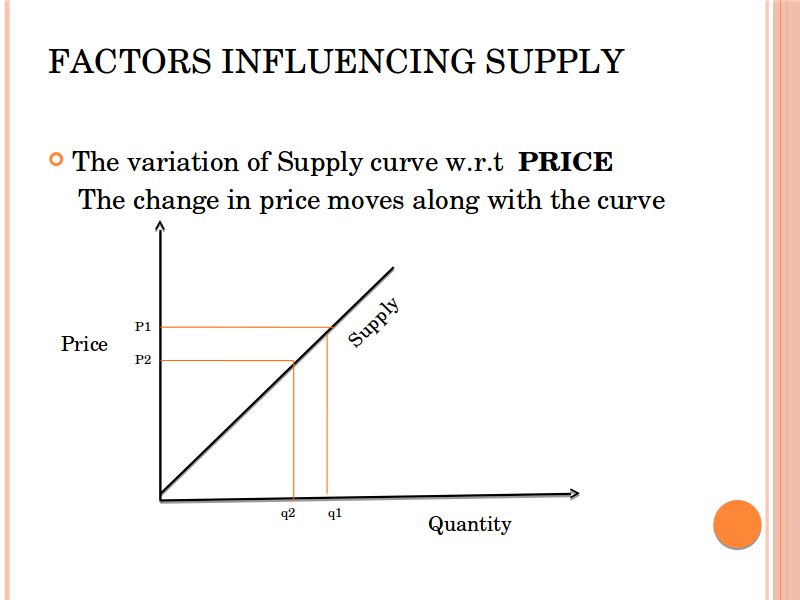 FACTORS INFLUENCING SUPPLY
The variation of Supply curve w.r.t PRICE
The change in price moves along with the curve
P1
Supply
Price
P2
q2
q1
Quantity